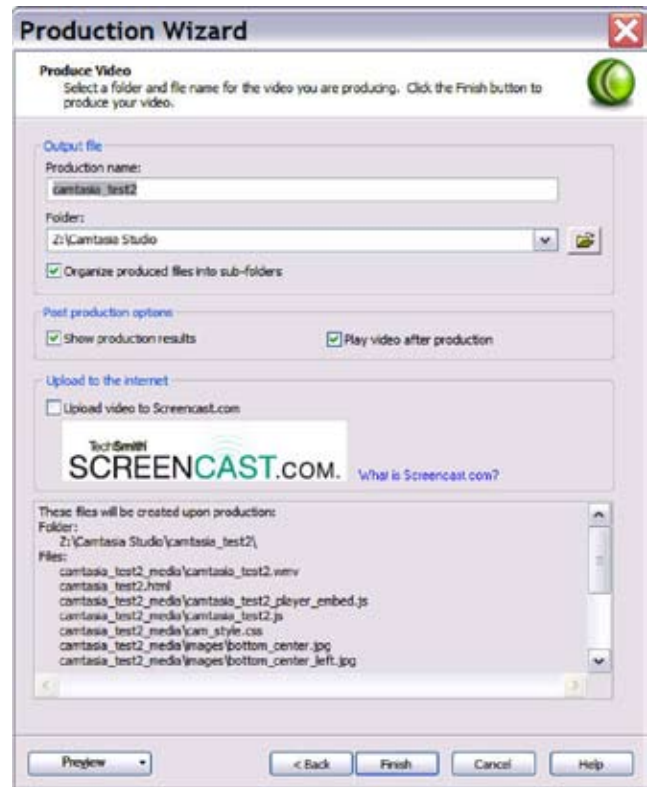 Production Wizard
Produce Video
Select a folder and file name for the video you are producing. Click the Finish button to
produce your video.
Output file
Production name:
camtasia_test2
Folder:
Z:\Camtasia Studio
Organize produced files into sub-folders
Post production options
Show production results
Play video after production
Upload to the internet
Upload video to Screencast.com
TechSmith
SCREENCAST.COM.
What is Screencast.com?
These files will be created upon production:
Folder:
Z:\Camtasia Studio\camtasia_test2\
Files:
camtasia_test2_media\camtasia_test2.wmv
camtasia_test2.html
camtasia_test2_media\camtasia_test2_player_embed.js
camtasia_test2_media\camtasia_test2.js
camtasia_test2_media\cam_style.css
camtasia_test2_media\images\bottom_center.jpg
camtasia_test2_media\images\bottom_center_left.jpg
Preview
< Back
Finish
Cancel
Help